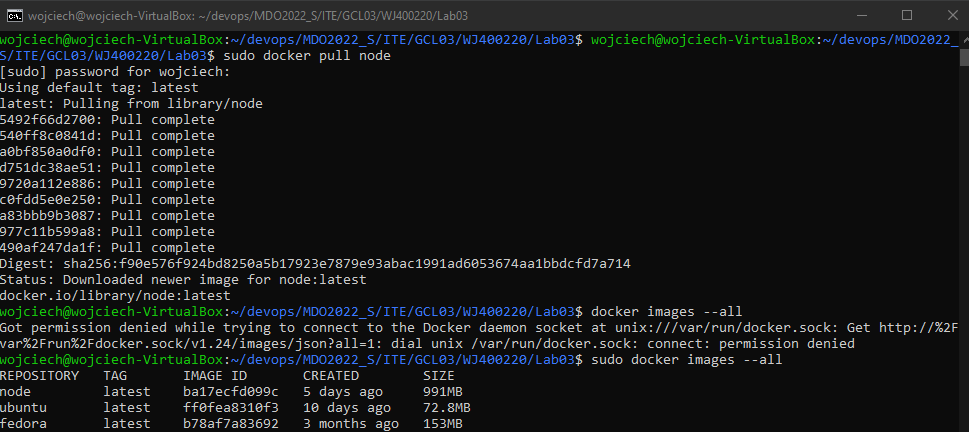 wojciech@wojciech-VirtualBox: ~/devops/MDO2022_S/ITE/GCL03/WJ400220/Lab03
wojciech@wojciech-VirtualBox:~/devops/MDO2022_S/ITE/GCL03/WJ400220/Lab03$ wojciech@wojciech-VirtualBox:~/devops/MDO2022_
S/ITE/GCL03/WJ400220/Lab03$ sudo docker pull node
[sudo] password for wojciech:
Using default tag: latest
latest: Pulling from library/node
5492f66d2700: Pull complete
540ff8c0841d: Pull complete
a0bf850a0df0: Pull complete
d751dc38ae51: Pull complete
9720a112e886: Pull complete
c0fdd5e0e250: Pull complete
a83bbb9b3087: Pull complete
977c11b599a8: Pull complete
490af247da1f: Pull complete
Digest: sha256:f90e576f924bd8250a5b17923e7879e93abac1991ad6053674aa1bbdcfd7a714
Status: Downloaded newer image for node:latest
docker.io/library/node:latest
wojciech@wojciech-VirtualBox:~/devops/MDO2022_S/ITE/GCL03/WJ400220/Lab03$ docker images --all
Got permission denied while trying to connect to the Docker daemon socket at unix:///var/run/docker.sock: Get http://%2F
var%2Frun%2Fdocker.sock/v1.24/images/json?all=1: dial unix /var/run/docker.sock: connect: permission denied
wojciech@wojciech-VirtualBox:~/devops/MDO2022_S/ITE/GCL03/WJ400220/Lab03$ sudo docker images --all
REPOSITORY   TAG       IMAGE ID       CREATED        SIZE
node         latest    ba17ecfd099c   5 days ago     991MB
ubuntu       latest    ff0fea8310f3   10 days ago    72.8MB
fedora       latest    b78af7a83692   3 months ago   153MB